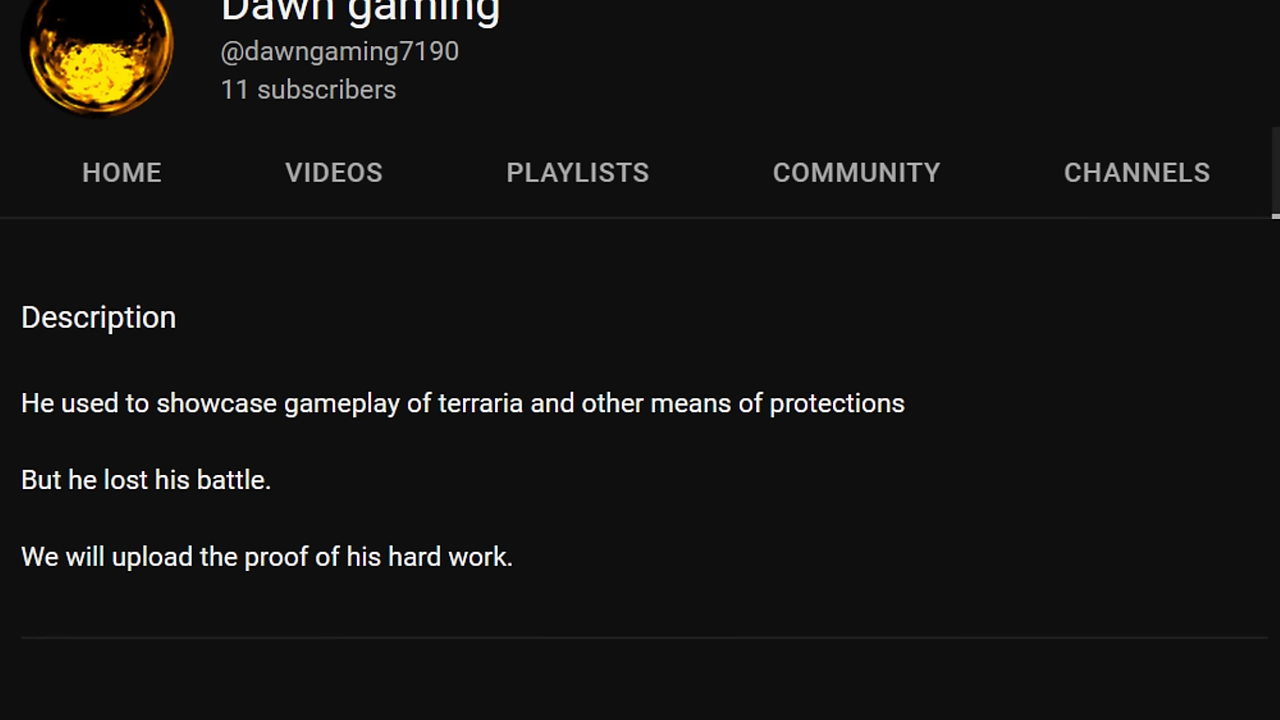 Dawn gaming
@dawngaming7190
11 subscribers
HOME VIDEOS PLAYLISTS COMMUNITY CHANNELS
Description
He used to showcase gameplay of terraria and other means of protections
But he lost his battle.
We will upload the proof of his hard work.